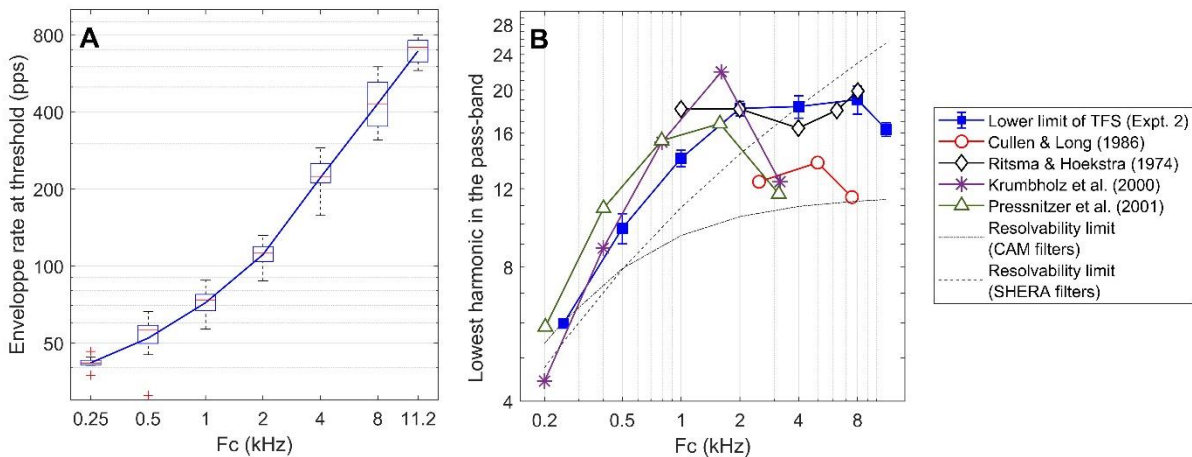 A
Enveloppe rate at threshold (pps)
800
400
200
100
50
0.25 0.5 1 2 4 8 11.2
Fc (kHz)
B
Lowest harmonic in the pass-band
28
24
20
16
12
8
4
0.2 0.5 1 2 4 8
Fc (kHz)
Lower limit of TFS (Expt. 2)
Cullen & Long (1986)
Ritsma & Hoekstra (1974)
Krumbholz et al. (2000)
Pressnitzer et al. (2001)
Resolvability limit
(CAM filters)
Resolvability limit
(SHERA filters)